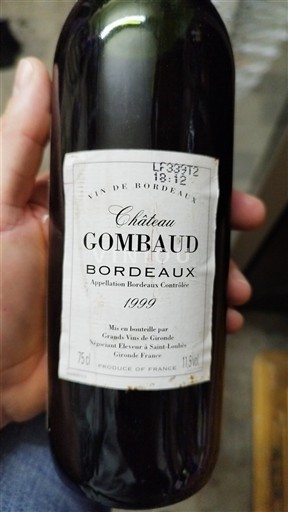 LF339T2
18:12
VIN DE BORDEAUX
Château
GOMBAUD
VINTOU
BORDEAUX
Appellation Bordeaux Contrôlée
1999
Mis en bouteille par
Grands Vins de Gironde
Négociant Eleveur à Saint-Loubès
Gironde France
75 cl
11,5%vol.
PRODUCE OF FRANCE